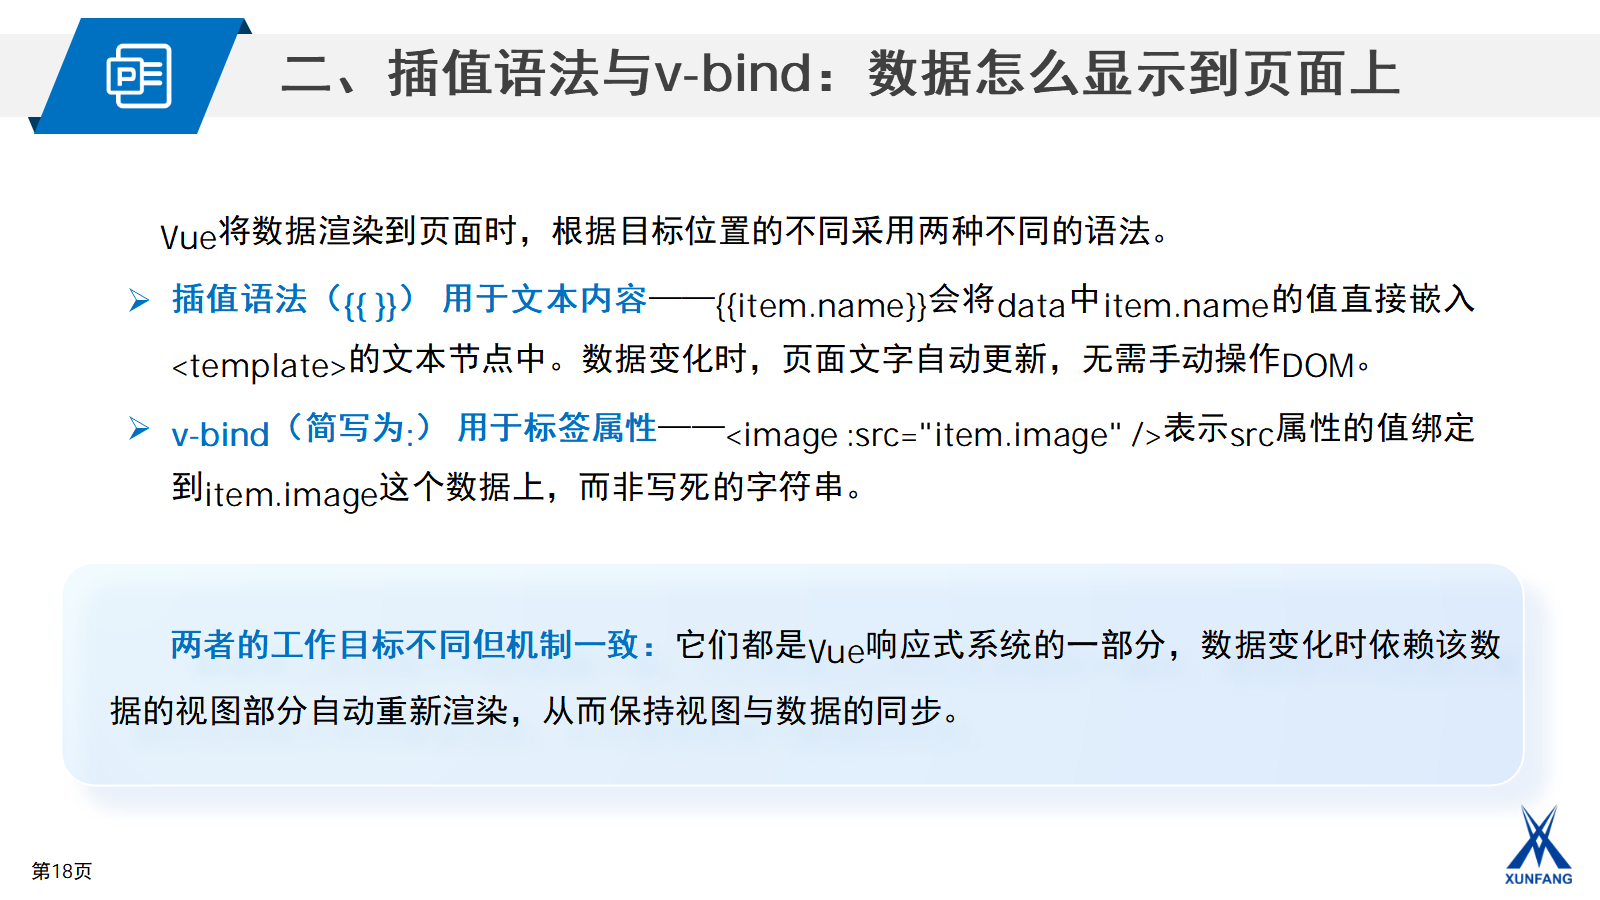 二、插值语法与v-bind：数据怎么显示到页面上
Vue将数据渲染到页面时，根据目标位置的不同采用两种不同的语法。
插值语法（{{ }}） 用于文本内容——{{item.name}}会将data中item.name的值直接嵌入
<template>的文本节点中。数据变化时，页面文字自动更新，无需手动操作DOM。
v-bind（简写为:） 用于标签属性——<image :src="item.image" />表示src属性的值绑定
到item.image这个数据上，而非写死的字符串。
两者的工作目标不同但机制一致：它们都是Vue响应式系统的一部分，数据变化时依赖该数
据的视图部分自动重新渲染，从而保持视图与数据的同步。
第18页
XUNFANG